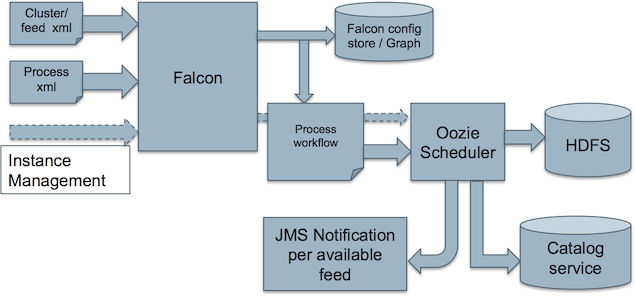 Cluster/
feed xml
Process
xml
Instance
Management
Falcon
Falcon config
store / Graph
Process
workflow
Oozie
Scheduler
HDFS
JMS Notification
per available
feed
Catalog
service